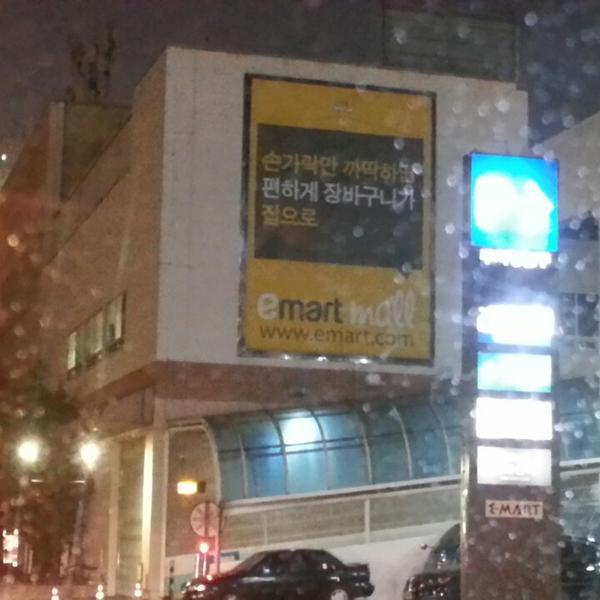 손가락만 까딱하면
편하게 장바구니가
집으로
emart mall
www.emart.com
E-MART